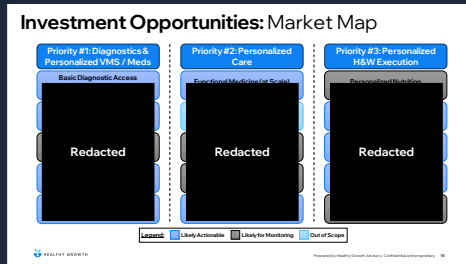 Investment Opportunities: Market Map
Priority #1: Diagnostics &
Personalized VMS / Meds
Priority #2: Personalized
Care
Priority #3: Personalized
H&W Execution
Basic Diagnostic Access
Functional Medicine (at Scale)
Personalized Nutrition
Redacted
Redacted
Redacted
Legend: Likely Actionable Likely for Monitoring Out of Scope
HEALTHY GROWTH
Prepared by Healthy Growth Advisory. Confidential and proprietary. 16